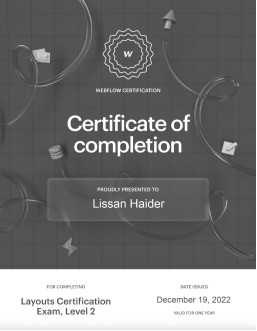 W
WEBFLOW CERTIFICATION
Certificate of
completion
PROUDLY PRESENTED TO
Lissan Haider
FOR COMPLETING
Layouts Certification
Exam, Level 2
DATE ISSUED
December 19, 2022
VALID FOR ONE YEAR